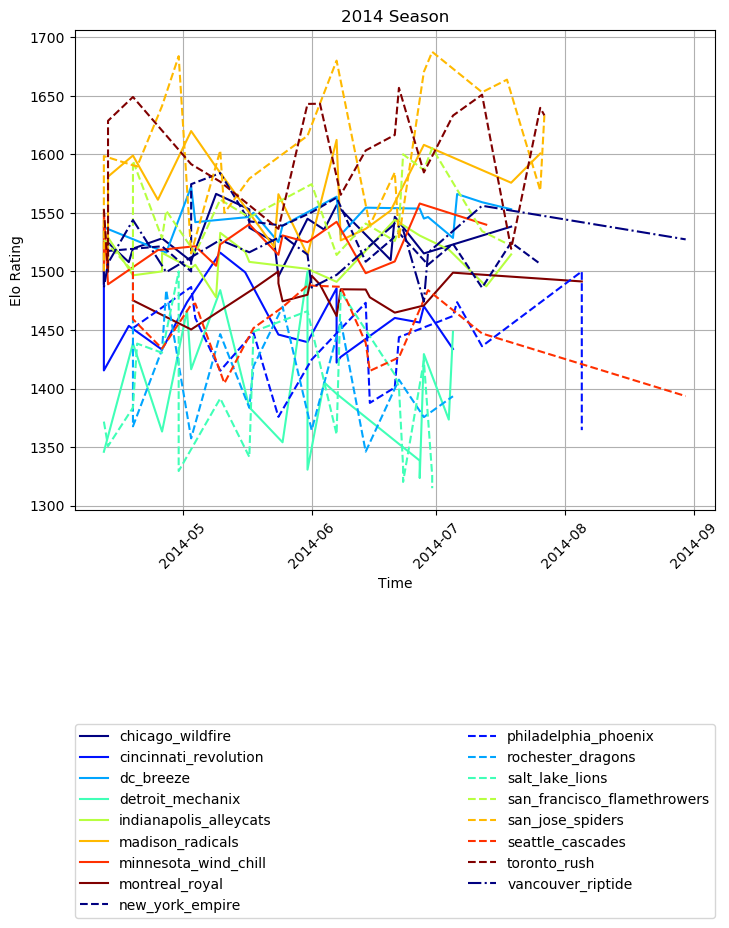 2014 Season
1700
1650
1600
1550
1500
1450
1400
1350
1300
Elo Rating
2014-05
2014-06
2014-07
2014-08
2014-09
Time
chicago_wildfire
cincinnati_revolution
dc_breeze
detroit_mechanix
indianapolis_alleycats
madison_radicals
minnesota_wind_chill
montreal_royal
new_york_empire
philadelphia_phoenix
rochester_dragons
salt_lake_lions
san_francisco_flamethrowers
san_jose_spiders
seattle_cascades
toronto_rush
vancouver_riptide